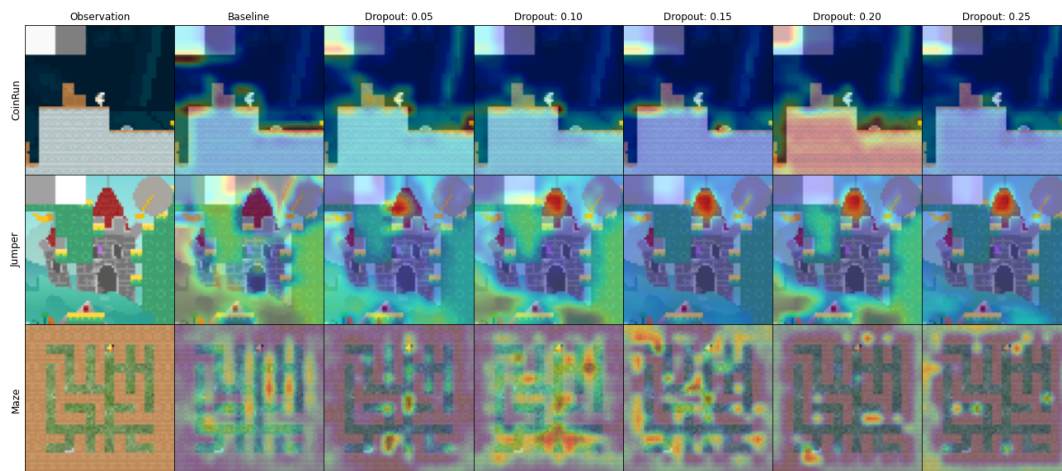 Observation Baseline Dropout: 0.05 Dropout: 0.10 Dropout: 0.15 Dropout: 0.20 Dropout: 0.25
CoinRun
Jumper
Maze